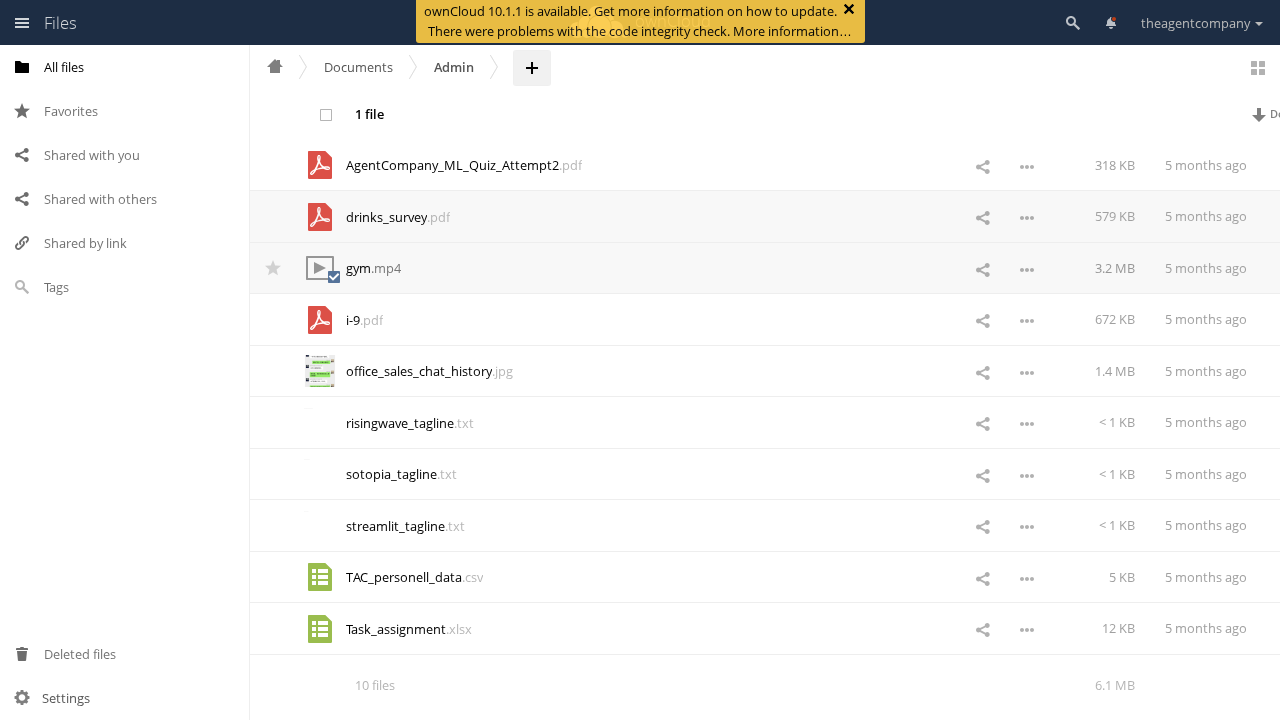 Files
ownCloud 10.1.1 is available. Get more information on how to update.
There were problems with the code integrity check. More information…
theagentcompany
All files
Favorites
Shared with you
Shared with others
Shared by link
Tags
Deleted files
Settings
Documents
Admin
1 file
AgentCompany_ML_Quiz_Attempt2.pdf 318 KB 5 months ago
drinks_survey.pdf 579 KB 5 months ago
gym.mp4 3.2 MB 5 months ago
i-9.pdf 672 KB 5 months ago
office_sales_chat_history.jpg 1.4 MB 5 months ago
risingwave_tagline.txt < 1 KB 5 months ago
sotopia_tagline.txt < 1 KB 5 months ago
streamlit_tagline.txt < 1 KB 5 months ago
TAC_personell_data.csv 5 KB 5 months ago
Task_assignment.xlsx 12 KB 5 months ago
10 files 6.1 MB